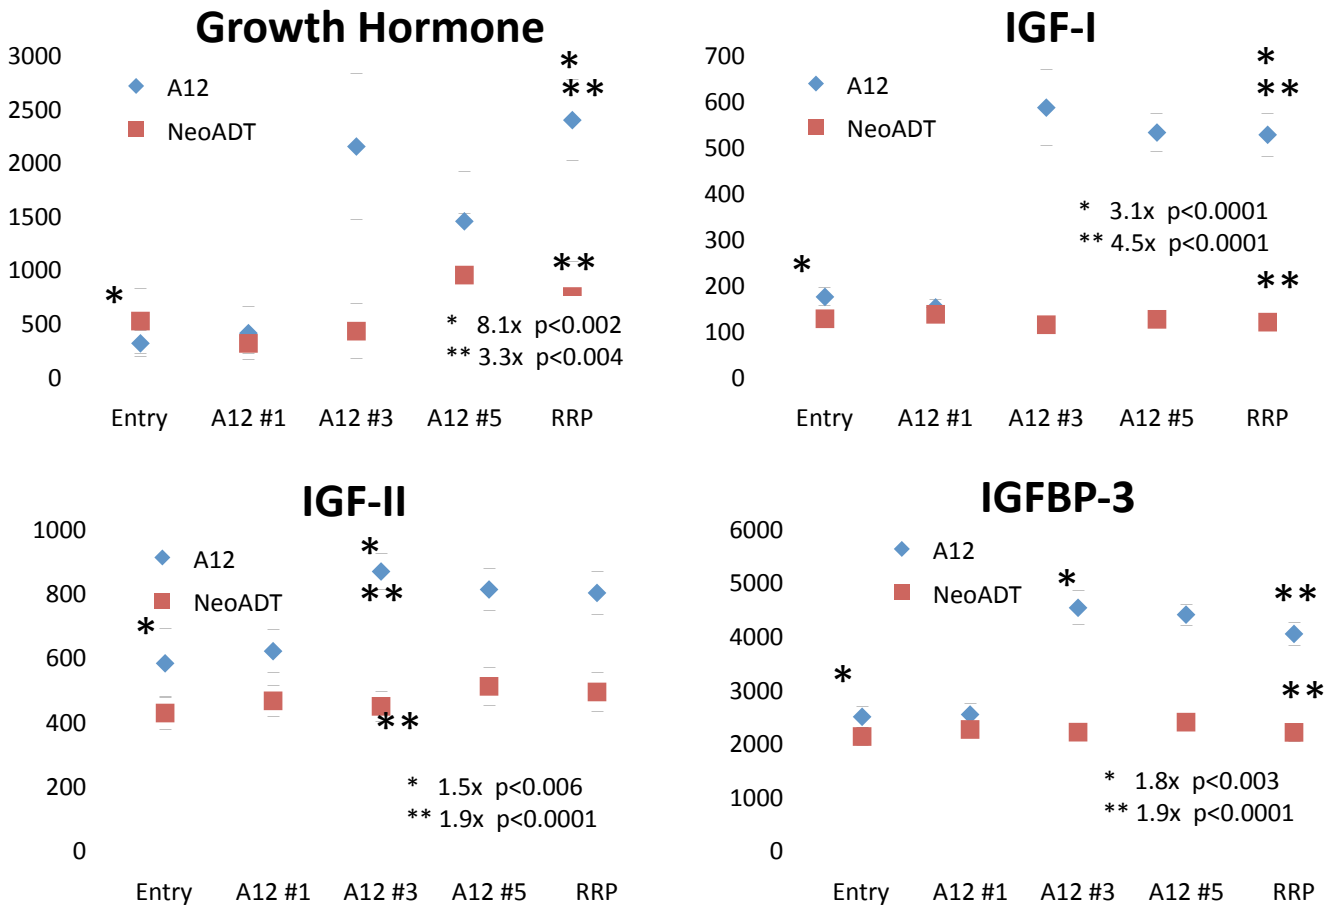 Growth Hormone
3000
2500
2000
1500
1000
500
0
A12
NeoADT
*
**
**
*
* 8.1x p<0.002
** 3.3x p<0.004
Entry A12 #1 A12 #3 A12 #5 RRP
IGF-I
700
600
500
400
300
200
100
0
A12
NeoADT
*
**
* 3.1x p<0.0001
** 4.5x p<0.0001
*
**
Entry A12 #1 A12 #3 A12 #5 RRP
IGF-II
1000
800
600
400
200
0
A12
NeoADT
*
**
*
**
* 1.5x p<0.006
** 1.9x p<0.0001
Entry A12 #1 A12 #3 A12 #5 RRP
IGFBP-3
6000
5000
4000
3000
2000
1000
0
A12
NeoADT
*
**
*
**
* 1.8x p<0.003
** 1.9x p<0.0001
Entry A12 #1 A12 #3 A12 #5 RRP